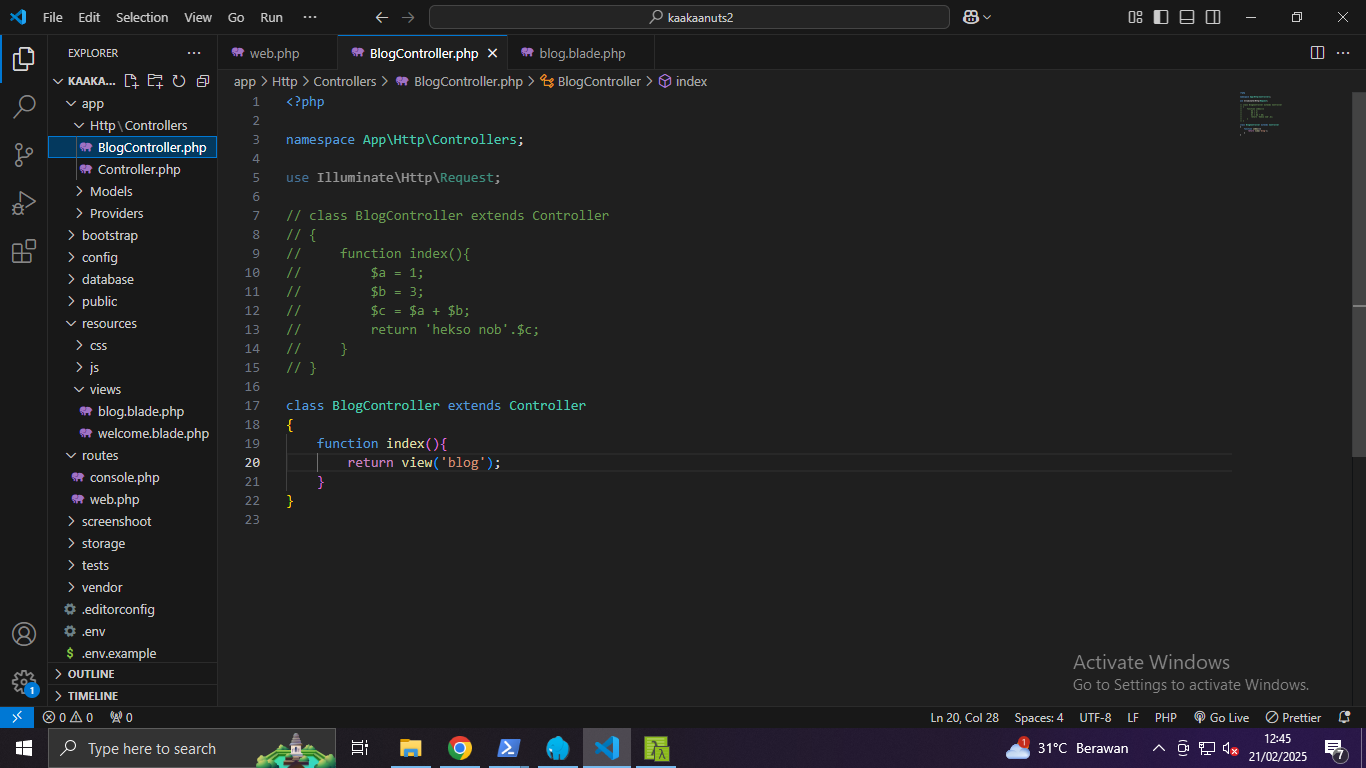 File Edit Selection View Go Run ··· kaakaanuts2
EXPLORER ···
web.php BlogController.php blog.blade.php
KAAKA...
app > Http > Controllers > BlogController.php > BlogController > index
app
Http\Controllers
BlogController.php
Controller.php
Models
Providers
bootstrap
config
database
public
resources
css
js
views
blog.blade.php
welcome.blade.php
routes
console.php
web.php
screenshoot
storage
tests
vendor
.editorconfig
.env
$ .env.example
OUTLINE
TIMELINE
1 <?php
2
3 namespace App\Http\Controllers;
4
5 use Illuminate\Http\Request;
6
7 // class BlogController extends Controller
8 // {
9 //     function index(){
10 //         $a = 1;
11 //         $b = 3;
12 //         $c = $a + $b;
13 //         return 'hekso nob'.$c;
14 //     }
15 // }
16
17 class BlogController extends Controller
18 {
19     function index(){
20         return view('blog');
21     }
22 }
23
Activate Windows
Go to Settings to activate Windows.
1
0 0 0 Ln 20, Col 28 Spaces: 4 UTF-8 LF PHP Go Live Prettier
Type here to search 1 31°C Berawan 12:45
21/02/2025 7